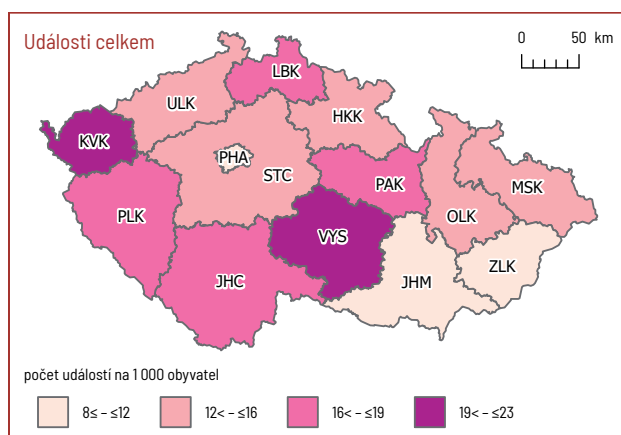 Události celkem
0 50 km
LBK
ULK
HKK
KVK
PHA
STC
PAK
MSK
PLK
OLK
VYS
ZLK
JHC
JHM
počet událostí na 1 000 obyvatel
8≤ – ≤12 12< – ≤16 16< – ≤19 19< – ≤23